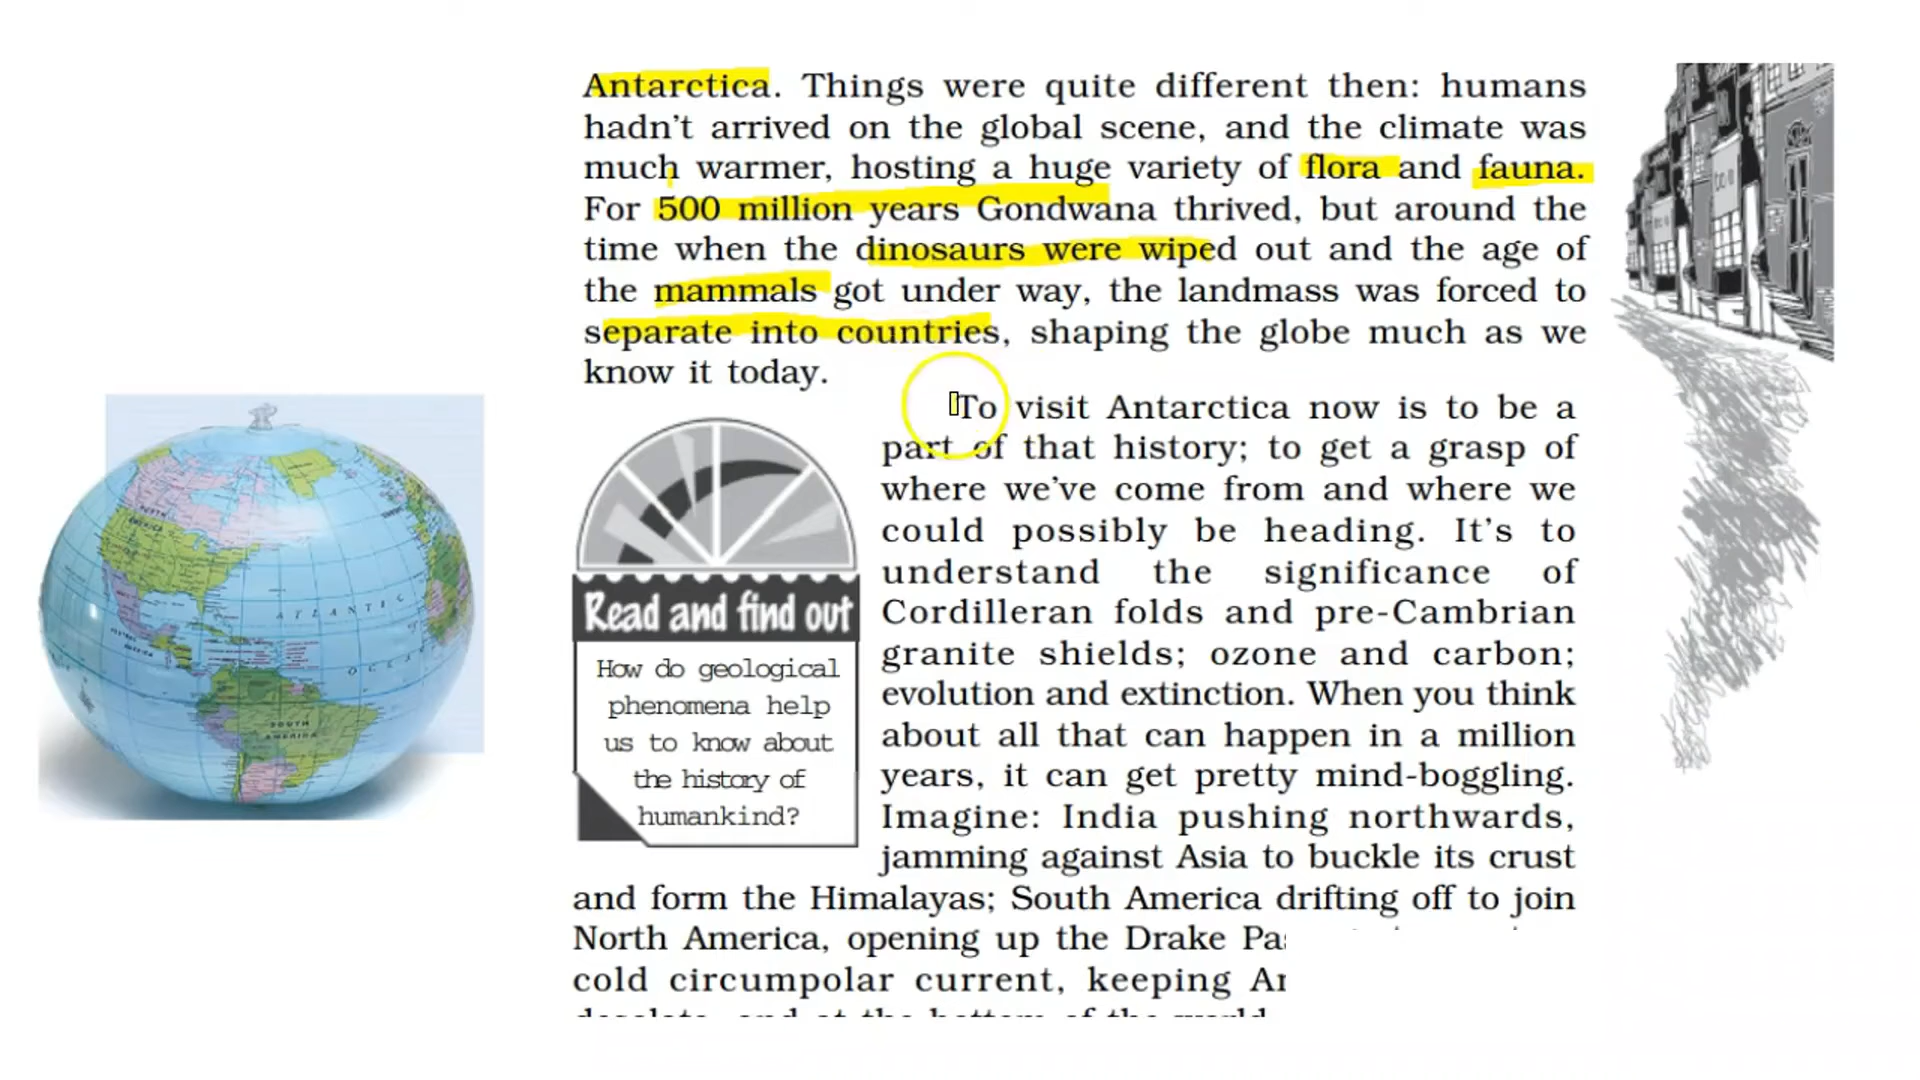 Antarctica. Things were quite different then: humans
hadn't arrived on the global scene, and the climate was
much warmer, hosting a huge variety of flora and fauna.
For 500 million years Gondwana thrived, but around the
time when the dinosaurs were wiped out and the age of
the mammals got under way, the landmass was forced to
separate into countries, shaping the globe much as we
know it today.
To visit Antarctica now is to be a
part of that history; to get a grasp of
where we've come from and where we
could possibly be heading. It's to
understand the significance of
Cordilleran folds and pre-Cambrian
granite shields; ozone and carbon;
evolution and extinction. When you think
about all that can happen in a million
years, it can get pretty mind-boggling.
Imagine: India pushing northwards,
jamming against Asia to buckle its crust
and form the Himalayas; South America drifting off to join
North America, opening up the Drake
cold circumpolar current, keeping
Read and find out
How do geological
phenomena help
us to know about
the history of
humankind?
NORTH
AMERICA
ATLANTIC
OCEAN
SOUTH
AMERICA